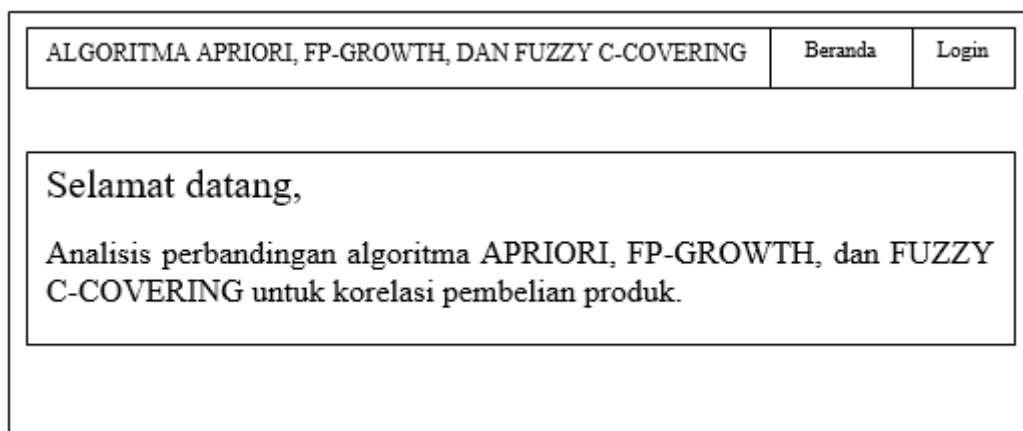 ALGORITMA APRIORI, FP-GROWTH, DAN FUZZY C-COVERING
Beranda
Login
Selamat datang,
Analisis perbandingan algoritma APRIORI, FP-GROWTH, dan FUZZY
C-COVERING untuk korelasi pembelian produk.